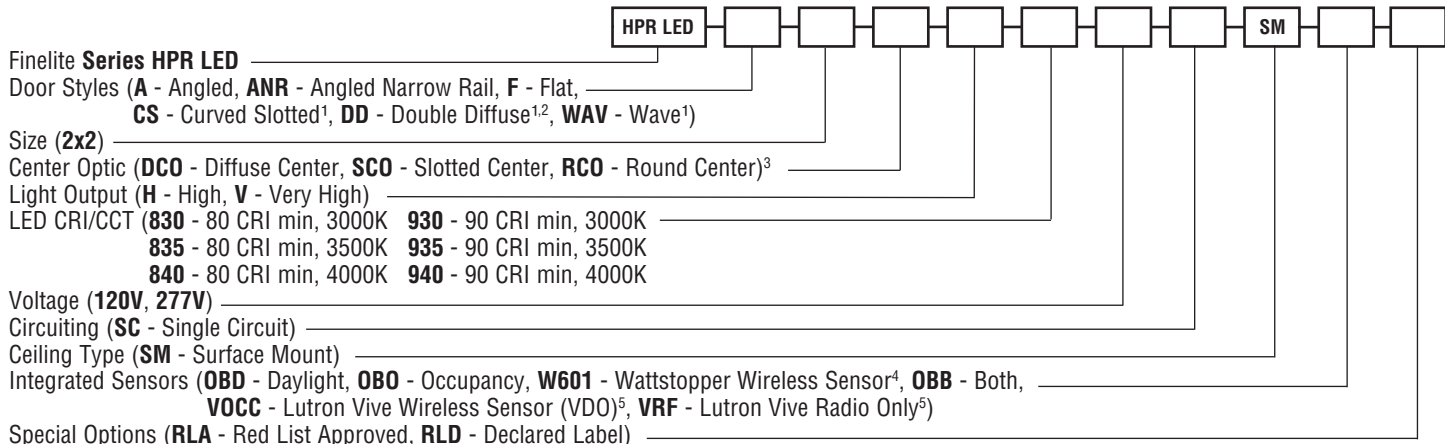 HPR LED SM
Finelite Series HPR LED
Door Styles (A - Angled, ANR - Angled Narrow Rail, F - Flat,
CS - Curved Slotted¹, DD - Double Diffuse¹,², WAV - Wave¹)
Size (2x2)
Center Optic (DCO - Diffuse Center, SCO - Slotted Center, RCO - Round Center)³
Light Output (H - High, V - Very High)
LED CRI/CCT (830 - 80 CRI min, 3000K 930 - 90 CRI min, 3000K
835 - 80 CRI min, 3500K 935 - 90 CRI min, 3500K
840 - 80 CRI min, 4000K 940 - 90 CRI min, 4000K
Voltage (120V, 277V)
Circuiting (SC - Single Circuit)
Ceiling Type (SM - Surface Mount)
Integrated Sensors (OBD - Daylight, OBO - Occupancy, W601 - Wattstopper Wireless Sensor⁴, OBB - Both,
VOCC - Lutron Vive Wireless Sensor (VDO)⁵, VRF - Lutron Vive Radio Only⁵)
Special Options (RLA - Red List Approved, RLD - Declared Label)